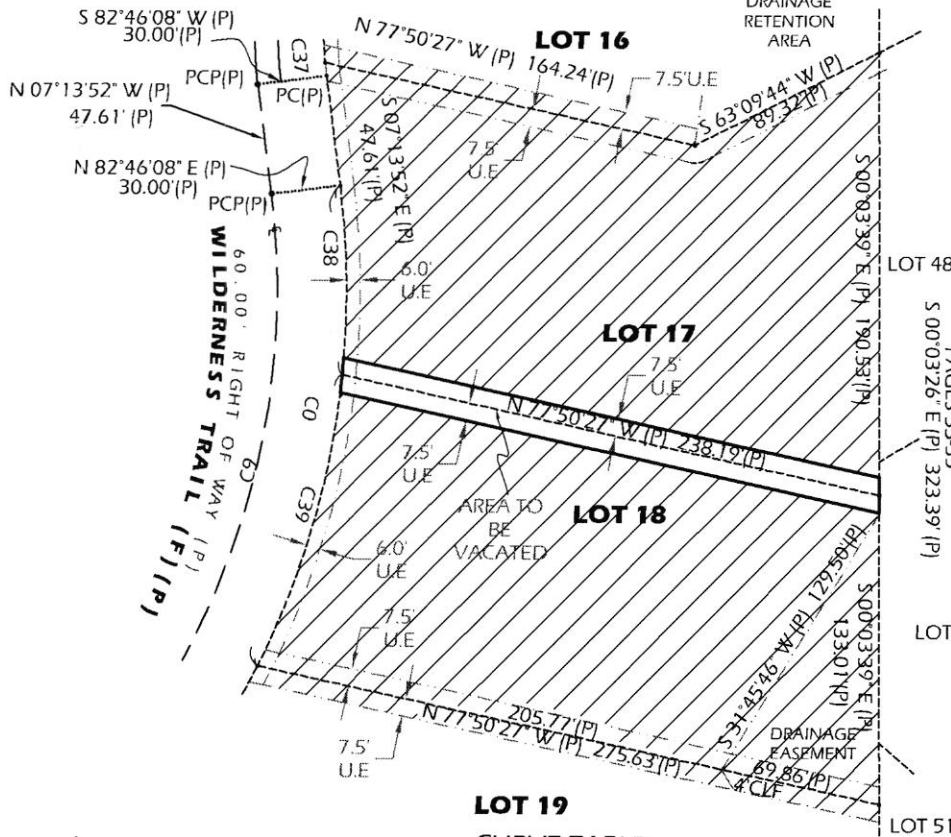 DRAINAGE
RETENTION
AREA
S 82°46'08" W (P)
30.00'(P)
C37
N 77°50'27" W (P) 164.24'(P)
LOT 16
7.5'U.E
PCP(P)
PC(P)
S 63°09'44" W (P)
89.32'(P)
N 07°13'52" W (P)
47.61' (P)
7.5'
U.E
S 07°13'52" E (P)
47.61'(P)
N 82°46'08" E (P)
30.00'(P)
PCP(P)
C38
6.0'
U.E
S 00°03'39" E (P) 190.53'(P)
LOT 48
WILDERNESS TRAIL (F)(P)
60.00' RIGHT OF WAY (P)
LOT 17
7.5'
U.E
S 00°03'26" E (P) 323.39'(P)
C0
N 77°50'27" W (P) 238.19'(P)
7.5'
U.E
C9
C39
AREA TO
BE
VACATED
LOT 18
6.0'
U.E
S 31°45'46" W (P) 129.50'(P)
S 00°03'39" E (P)
133.01'(P)
LOT
7.5'
U.E
205.77'(P)
N 77°50'27" W (P) 275.63'(P)
DRAINAGE
EASEMENT
69.86'(P)
4'CLF
7.5'
U.E
LOT 19
LOT 51